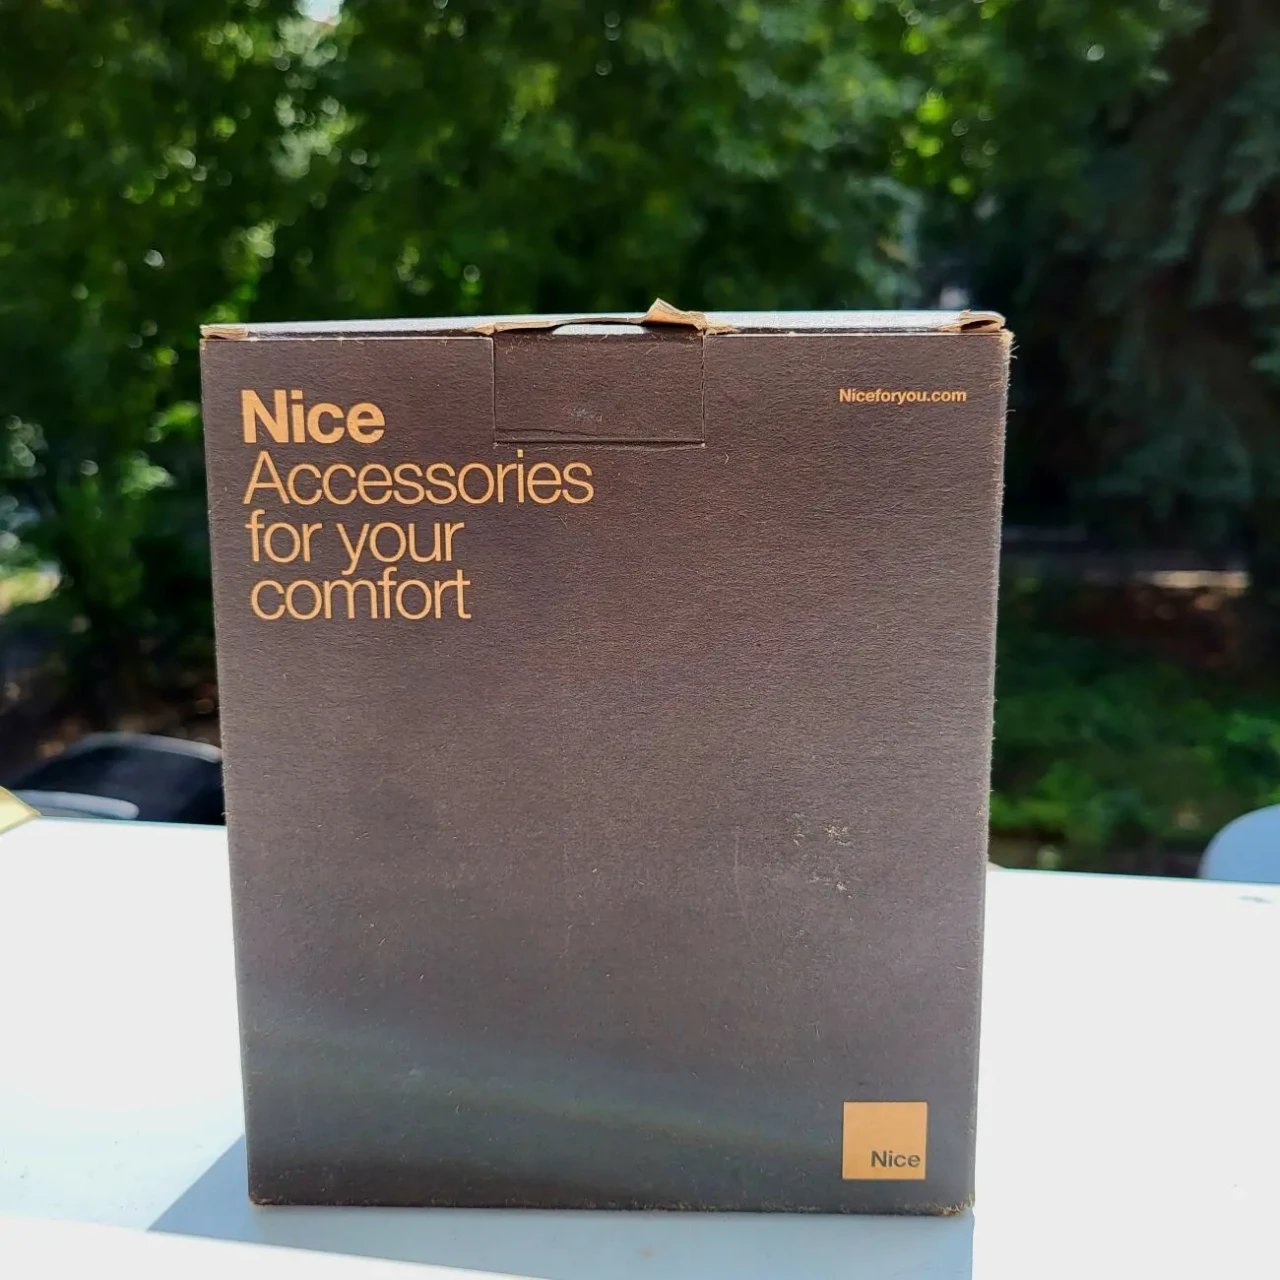 Nice
Accessories
for your
comfort
Niceforyou.com
Nice